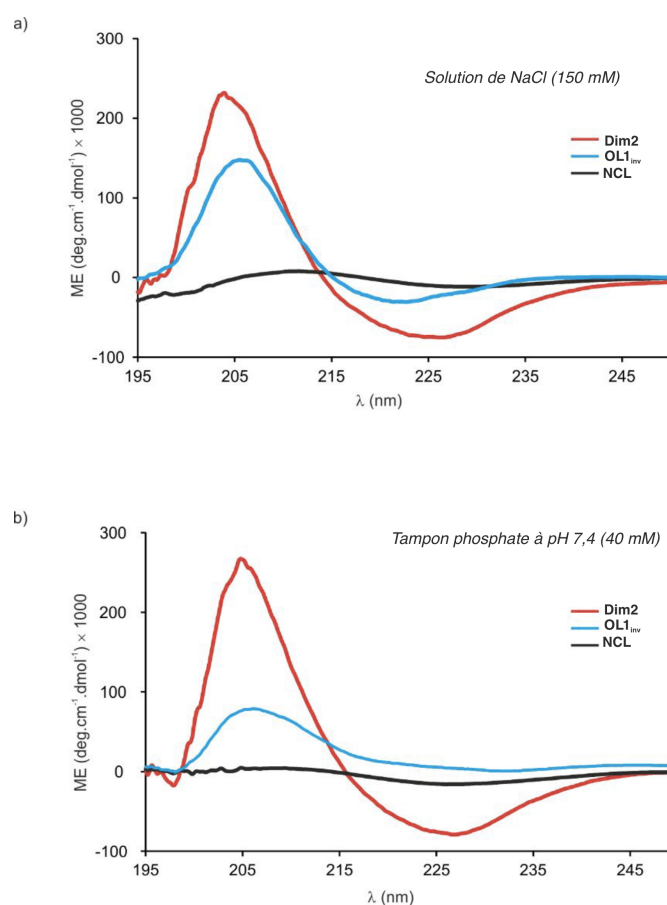 a)
300
Solution de NaCl (150 mM)
200
Dim2
OL1inv
NCL
100
0
-100
195
205
215
225
235
245
λ (nm)
ME (deg.cm⁻¹.dmol⁻¹) × 1000
b)
300
Tampon phosphate à pH 7,4 (40 mM)
200
Dim2
OL1inv
NCL
100
0
-100
195
205
215
225
235
245
λ (nm)
ME (deg.cm⁻¹.dmol⁻¹) × 1000